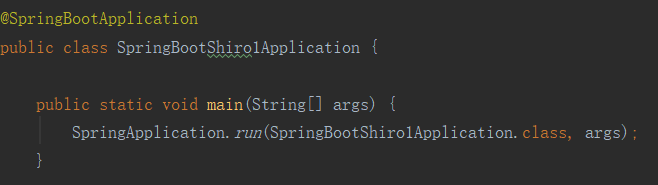 @SpringBootApplication
public class SpringBootShiro1Application {
public static void main(String[] args) {
SpringApplication.run(SpringBootShiro1Application.class, args);
}